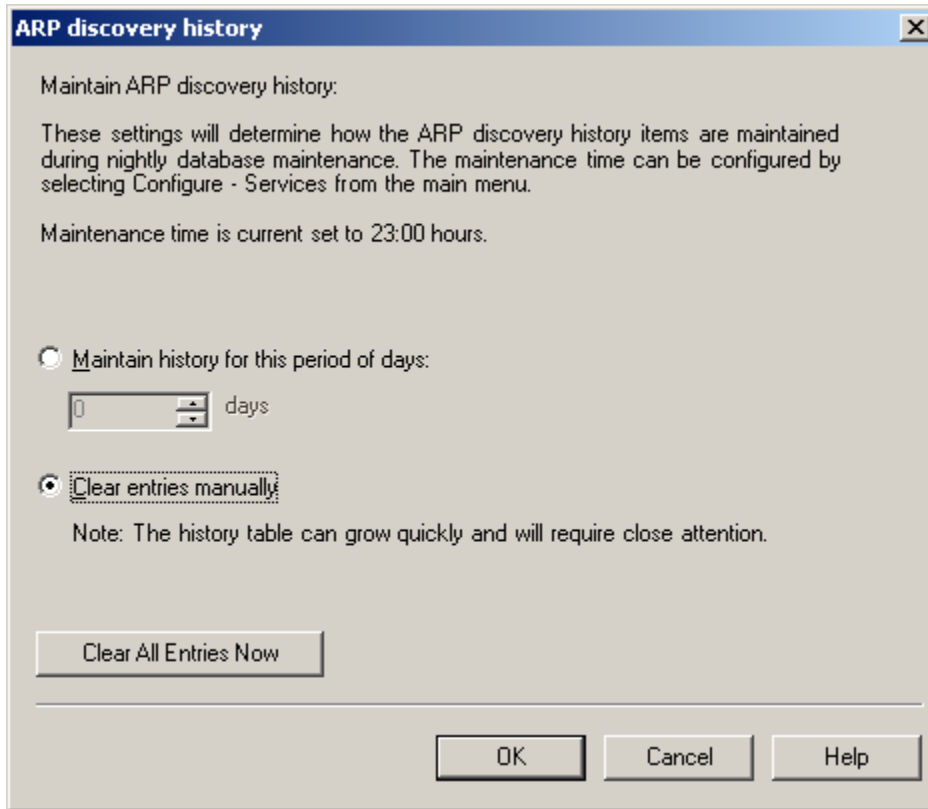 ARP discovery history
Maintain ARP discovery history:
These settings will determine how the ARP discovery history items are maintained
during nightly database maintenance. The maintenance time can be configured by
selecting Configure - Services from the main menu.
Maintenance time is current set to 23:00 hours.
Maintain history for this period of days:
0 days
Clear entries manually
Note: The history table can grow quickly and will require close attention.
Clear All Entries Now
OK Cancel Help